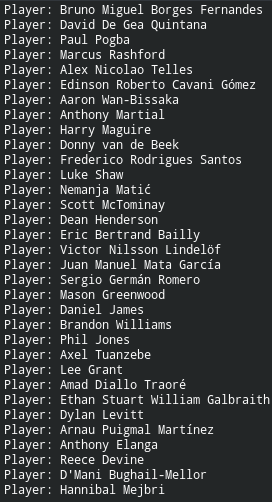 Player: Bruno Miguel Borges Fernandes
Player: David De Gea Quintana
Player: Paul Pogba
Player: Marcus Rashford
Player: Alex Nicolao Telles
Player: Edinson Roberto Cavani Gómez
Player: Aaron Wan-Bissaka
Player: Anthony Martial
Player: Harry Maguire
Player: Donny van de Beek
Player: Frederico Rodrigues Santos
Player: Luke Shaw
Player: Nemanja Matić
Player: Scott McTominay
Player: Dean Henderson
Player: Eric Bertrand Bailly
Player: Victor Nilsson Lindelöf
Player: Juan Manuel Mata García
Player: Sergio Germán Romero
Player: Mason Greenwood
Player: Daniel James
Player: Brandon Williams
Player: Phil Jones
Player: Axel Tuanzebe
Player: Lee Grant
Player: Amad Diallo Traoré
Player: Ethan Stuart William Galbraith
Player: Dylan Levitt
Player: Arnau Puigmal Martínez
Player: Anthony Elanga
Player: Reece Devine
Player: D'Mani Bughail-Mellor
Player: Hannibal Mejbri